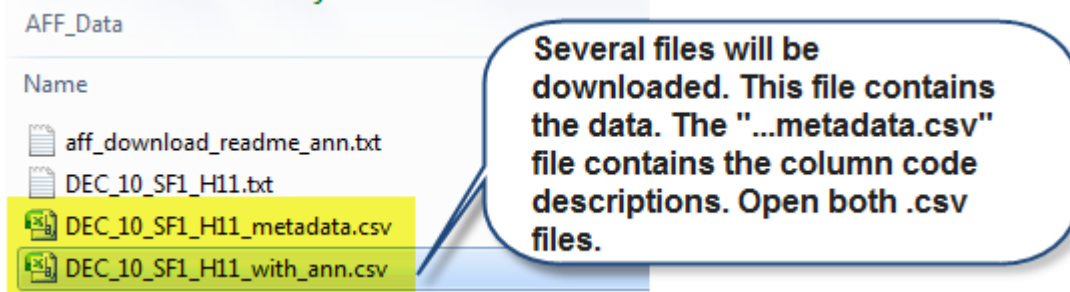 AFF_Data
Name
aff_download_readme_ann.txt
DEC_10_SF1_H11.txt
DEC_10_SF1_H11_metadata.csv
DEC_10_SF1_H11_with_ann.csv
Several files will be
downloaded. This file contains
the data. The "...metadata.csv"
file contains the column code
descriptions. Open both .csv
files.